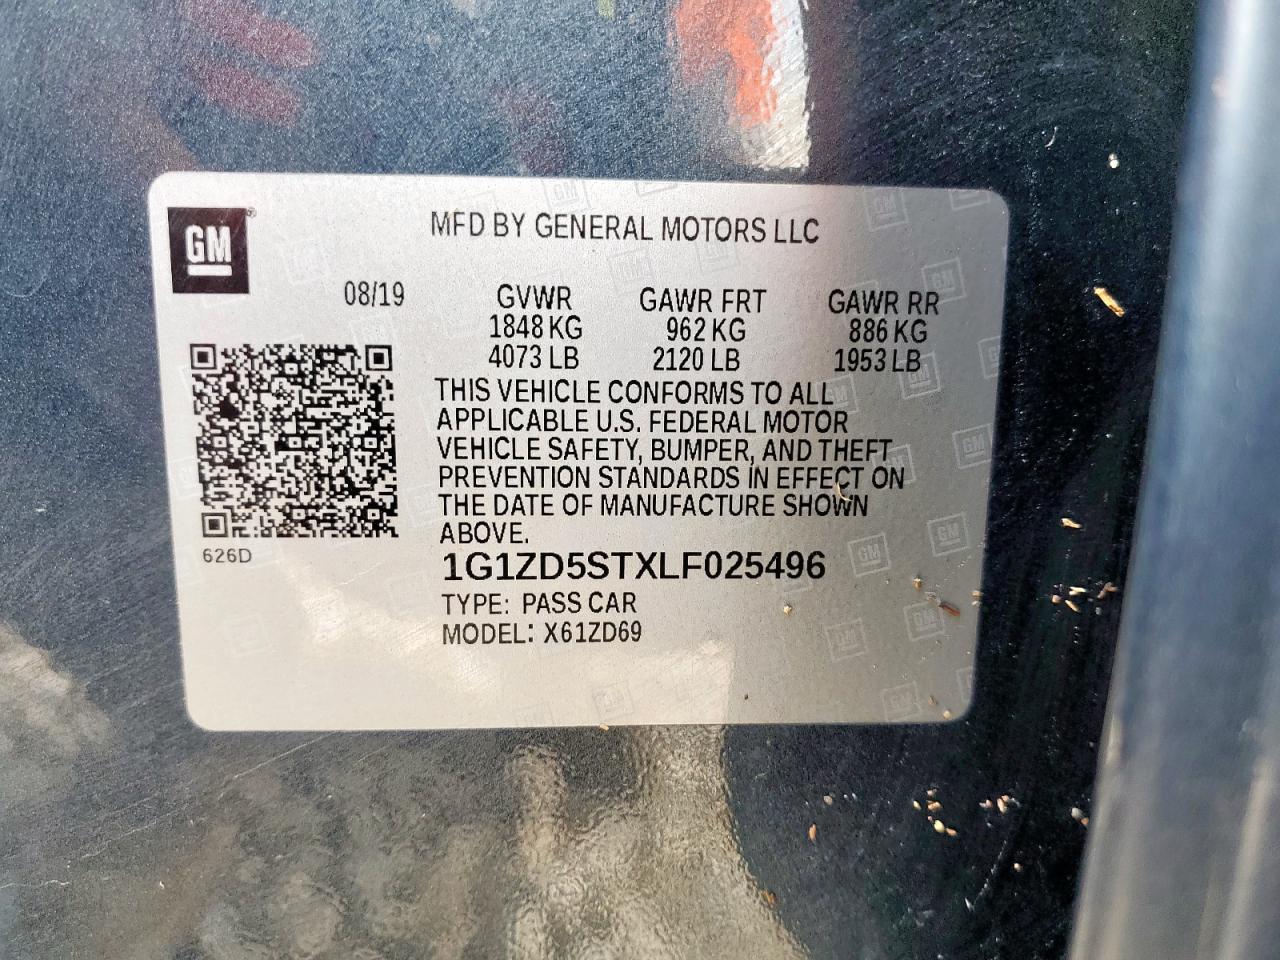 GM
MFD BY GENERAL MOTORS LLC
08/19
GVWR GAWR FRT GAWR RR
1848 KG 962 KG 886 KG
4073 LB 2120 LB 1953 LB
THIS VEHICLE CONFORMS TO ALL
APPLICABLE U.S. FEDERAL MOTOR
VEHICLE SAFETY, BUMPER, AND THEFT
PREVENTION STANDARDS IN EFFECT ON
THE DATE OF MANUFACTURE SHOWN
ABOVE.
626D
1G1ZD5STXLF025496
TYPE: PASS CAR
MODEL: X61ZD69